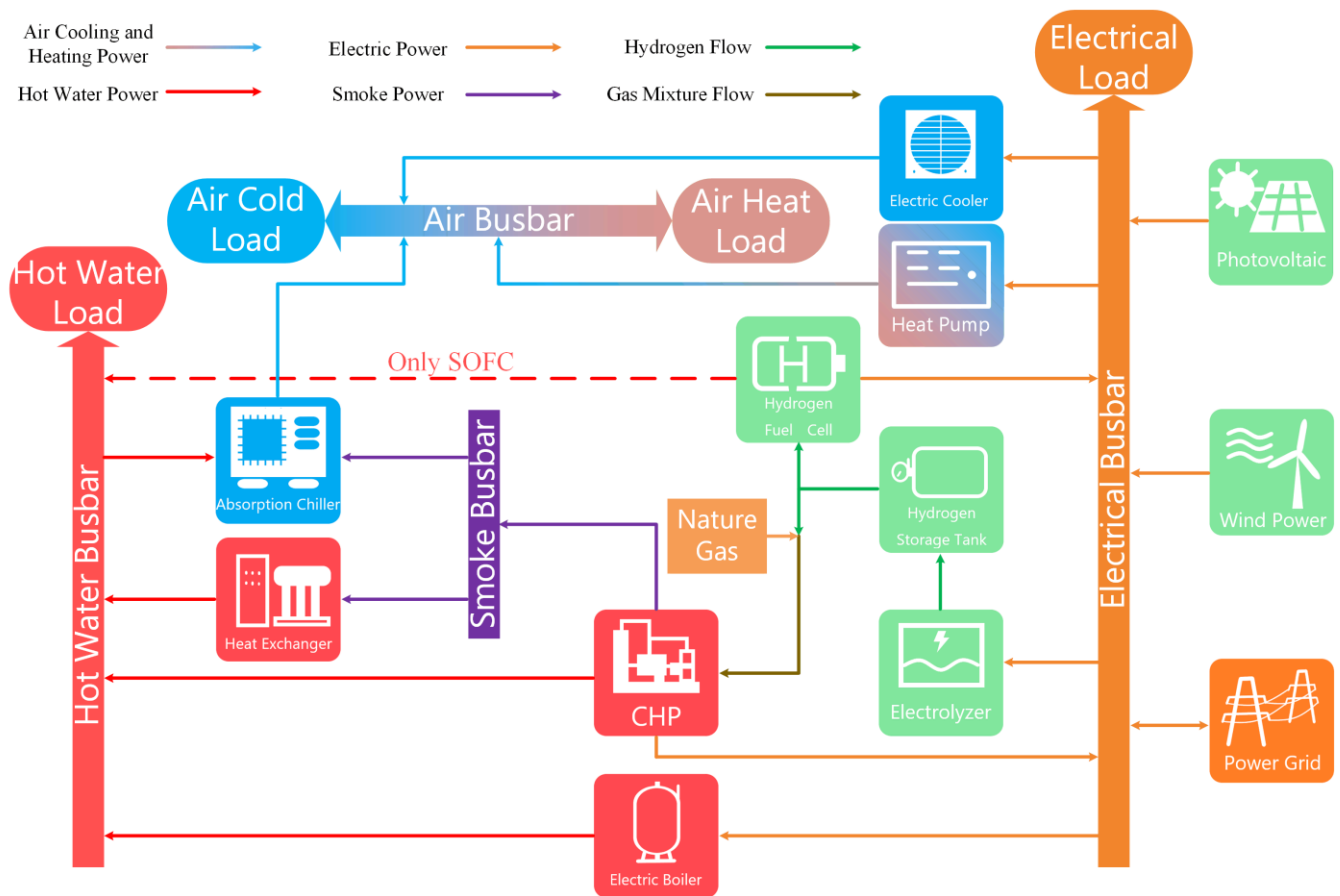 Air Cooling and
Heating Power
Electric Power
Hydrogen Flow
Hot Water Power
Smoke Power
Gas Mixture Flow
Electrical
Load
Electric Cooler
Photovoltaic
Air Cold
Load
Air Busbar
Air Heat
Load
Hot Water
Load
Heat Pump
Only SOFC
H
Hydrogen
Fuel Cell
Absorption Chiller
Smoke Busbar
Nature
Gas
Hydrogen
Storage Tank
Electrical Busbar
Wind Power
Hot Water Busbar
Heat Exchanger
CHP
Electrolyzer
Power Grid
Electric Boiler